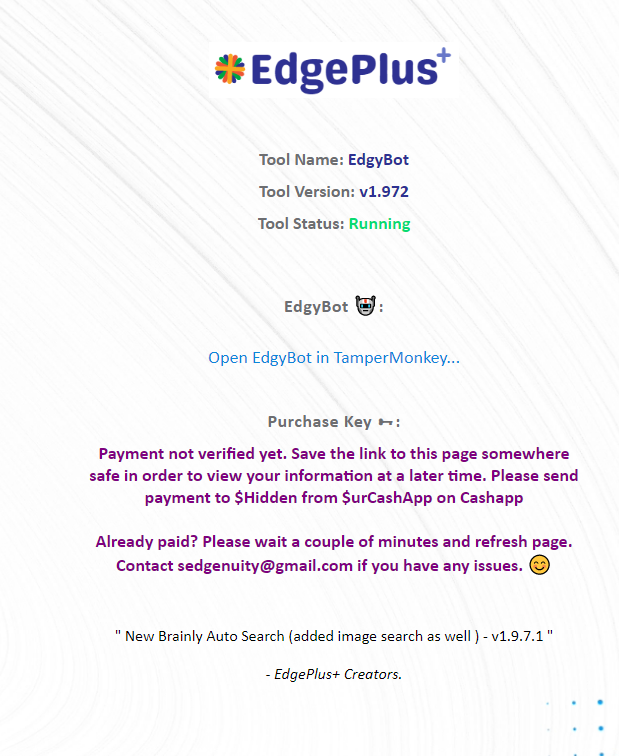 EdgePlus+
Tool Name: EdgyBot
Tool Version: v1.972
Tool Status: Running
EdgyBot 🤖 :
Open EdgyBot in TamperMonkey...
Purchase Key 🗝 :
Payment not verified yet. Save the link to this page somewhere
safe in order to view your information at a later time. Please send
payment to $Hidden from $urCashApp on Cashapp
Already paid? Please wait a couple of minutes and refresh page.
Contact sedgenuity@gmail.com if you have any issues. 😊
" New Brainly Auto Search (added image search as well ) - v1.9.7.1 "
- EdgePlus+ Creators.